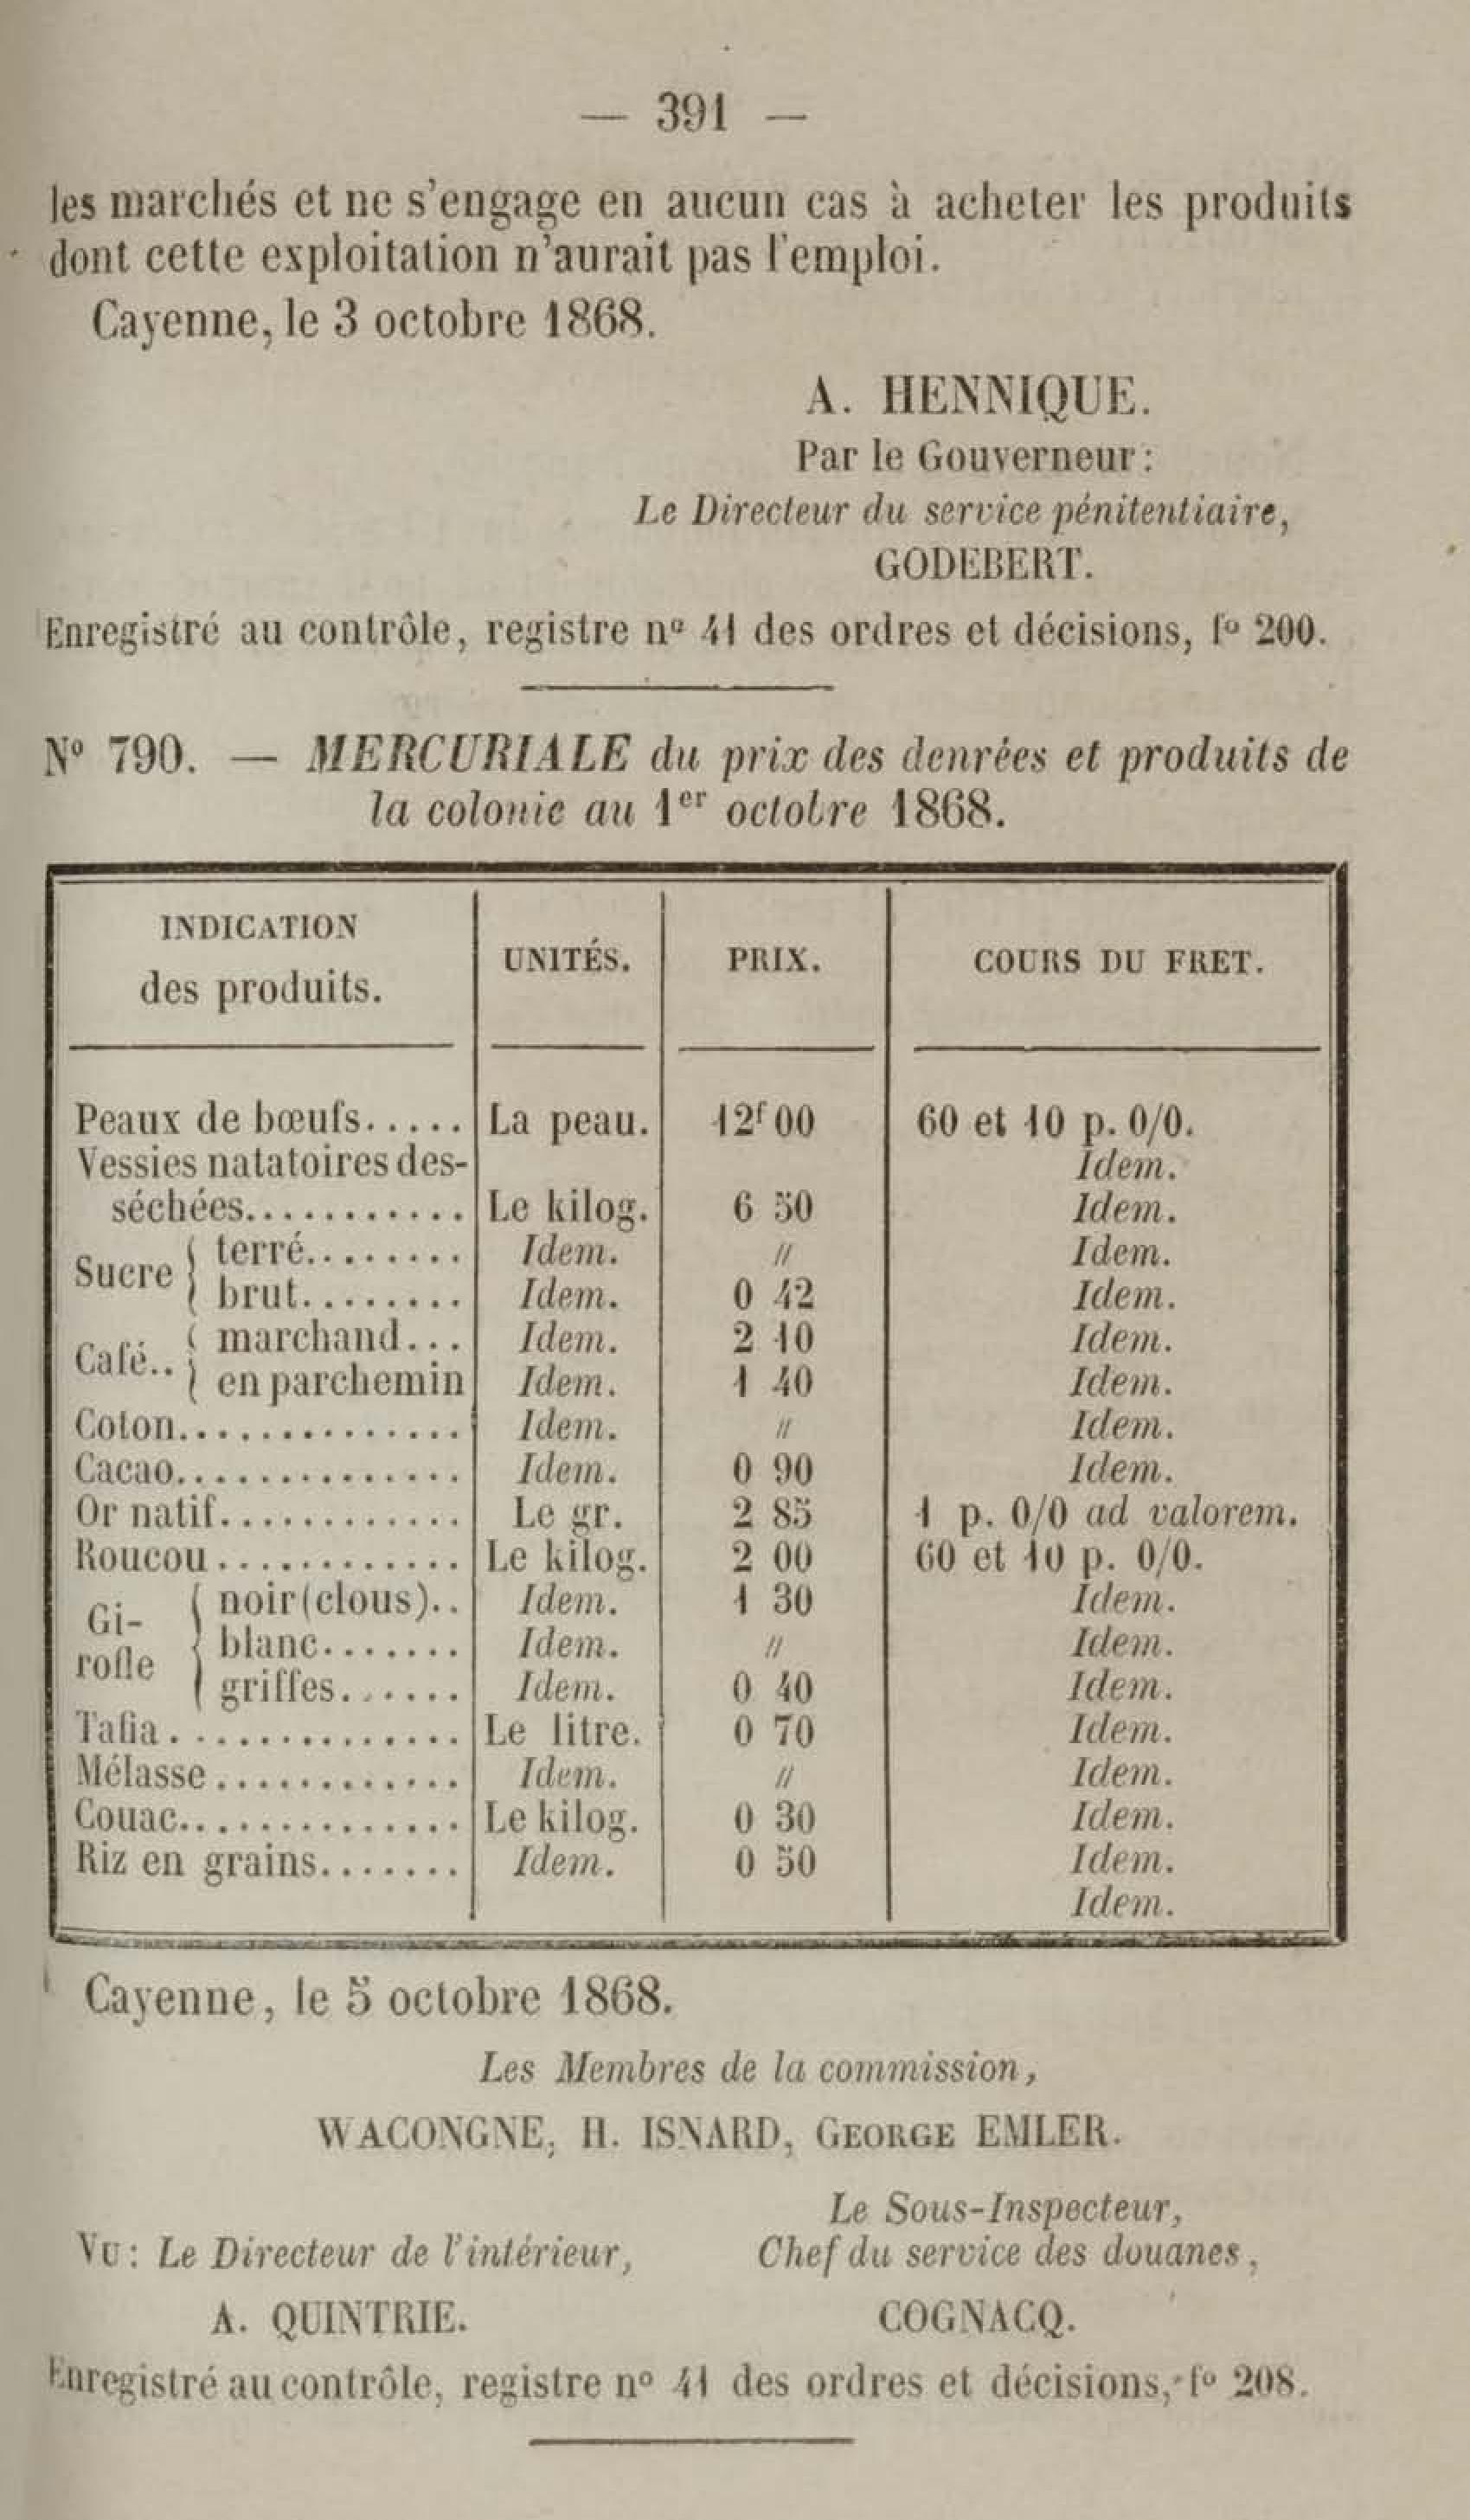 — 391 —
les marchés et ne s'engage en aucun cas à acheter les produits
dont cette exploitation n'aurait pas l'emploi.
Cayenne, le 3 octobre 1868.
A. HENNIQUE.
Par le Gouverneur:
Le Directeur du service pénitentiaire,
GODEBERT.
Enregistré au contrôle, registre nº 41 des ordres et décisions, fº 200.
Nº 790. — MERCURIALE du prix des denrées et produits de
la colonie au 1er octobre 1868.
INDICATION
des produits. UNITÉS. PRIX. COURS DU FRET.
Peaux de bœufs..... La peau. 12f 00 60 et 10 p. 0/0.
Vessies natatoires des- Idem.
séchées........... Le kilog. 6 50 Idem.
Sucre { terré........ Idem. // Idem.
brut........ Idem. 0 42 Idem.
Café.. { marchand... Idem. 2 10 Idem.
en parchemin Idem. 1 40 Idem.
Coton.............. Idem. // Idem.
Cacao.............. Idem. 0 90 Idem.
Or natif............ Le gr. 2 85 1 p. 0/0 ad valorem.
Roucou............ Le kilog. 2 00 60 et 10 p. 0/0.
Gi- { noir (clous).. Idem. 1 30 Idem.
rofle blanc....... Idem. // Idem.
griffes...... Idem. 0 40 Idem.
Tafia.............. Le litre. 0 70 Idem.
Mélasse............ Idem. // Idem.
Couac.............. Le kilog. 0 30 Idem.
Riz en grains....... Idem. 0 50 Idem.
Idem.
Cayenne, le 5 octobre 1868.
Les Membres de la commission,
WACONGNE, H. ISNARD, GEORGE EMLER.
Le Sous-Inspecteur,
VU: Le Directeur de l'intérieur, Chef du service des douanes,
A. QUINTRIE. COGNACQ.
Enregistré au contrôle, registre nº 41 des ordres et décisions, fº 208.